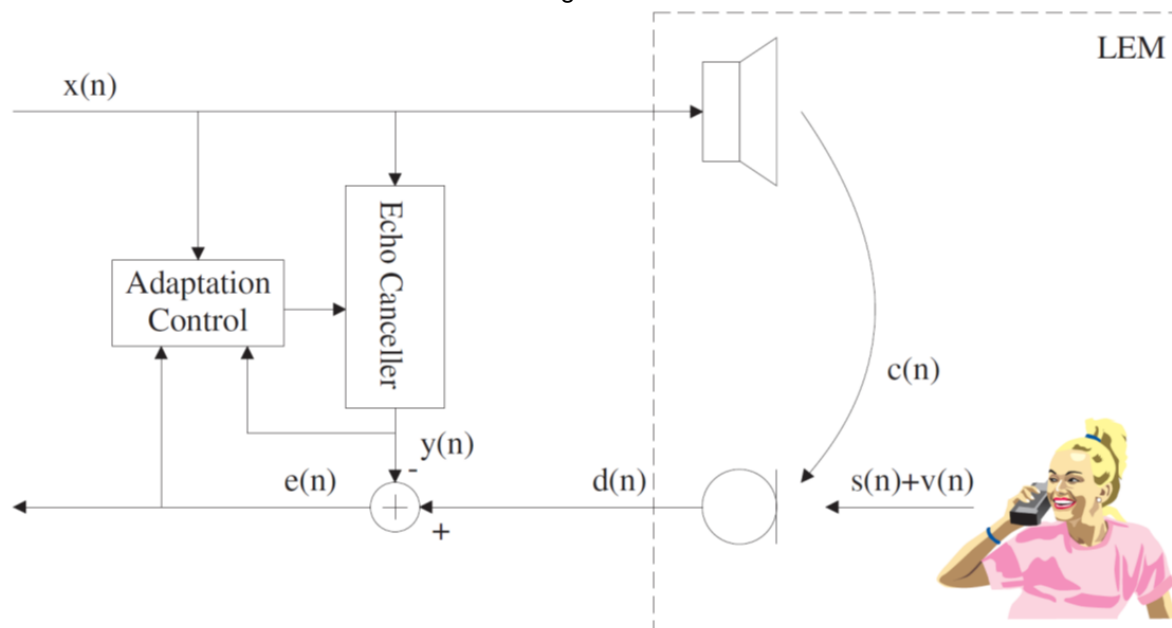 LEM
x(n)
Echo Canceller
Adaptation
Control
c(n)
y(n)
-
e(n)
d(n)
s(n)+v(n)
+